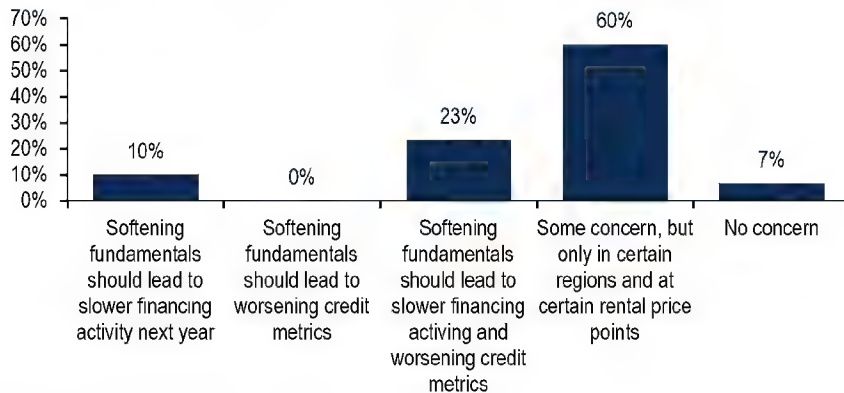 70%
60%
50%
40%
30%
20%
10%
0%
10%
0%
23%
60%
7%
Softening
fundamentals
should lead to
slower financing
activity next year
Softening
fundamentals
should lead to
worsening credit
metrics
Softening
fundamentals
should lead to
slower financing
activing and
worsening credit
metrics
Some concern, but
only in certain
regions and at
certain rental price
points
No concern